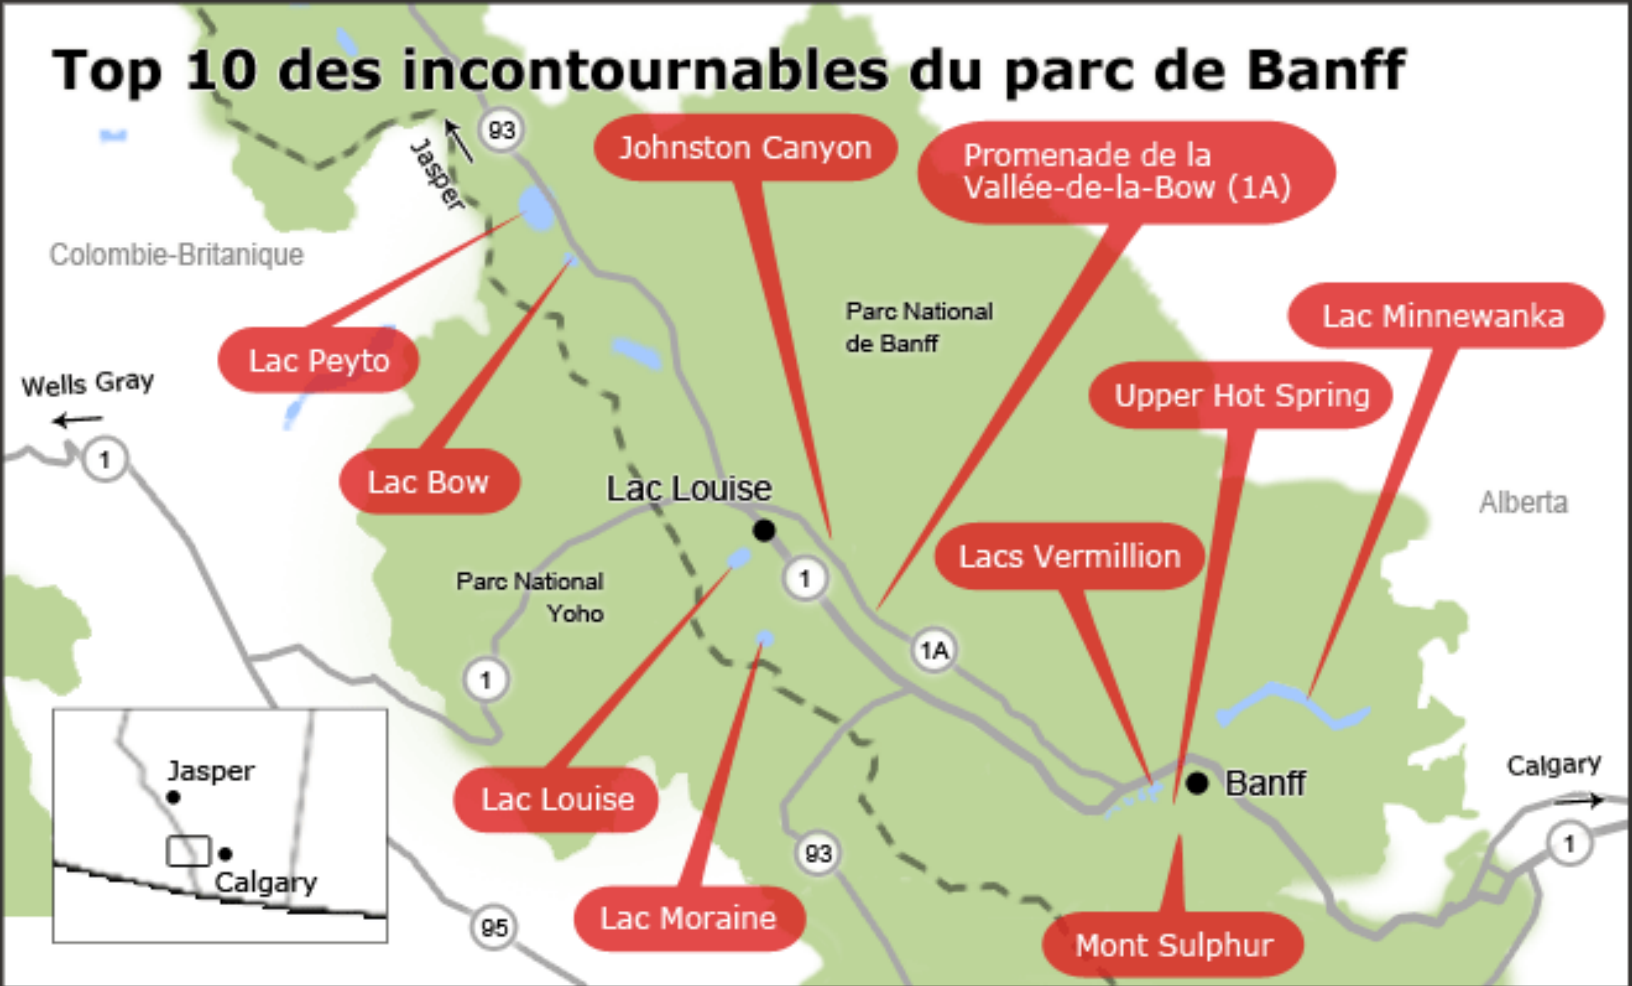 Top 10 des incontournables du parc de Banff
93
Jasper
Johnston Canyon
Promenade de la
Vallée-de-la-Bow (1A)
Colombie-Britanique
Parc National
de Banff
Lac Minnewanka
Lac Peyto
Wells Gray
Upper Hot Spring
1
Lac Bow
Lac Louise
Alberta
Lacs Vermillion
1
Parc National
Yoho
1A
1
Jasper
Calgary
Lac Louise
Banff
Calgary
1
93
95
Lac Moraine
Mont Sulphur